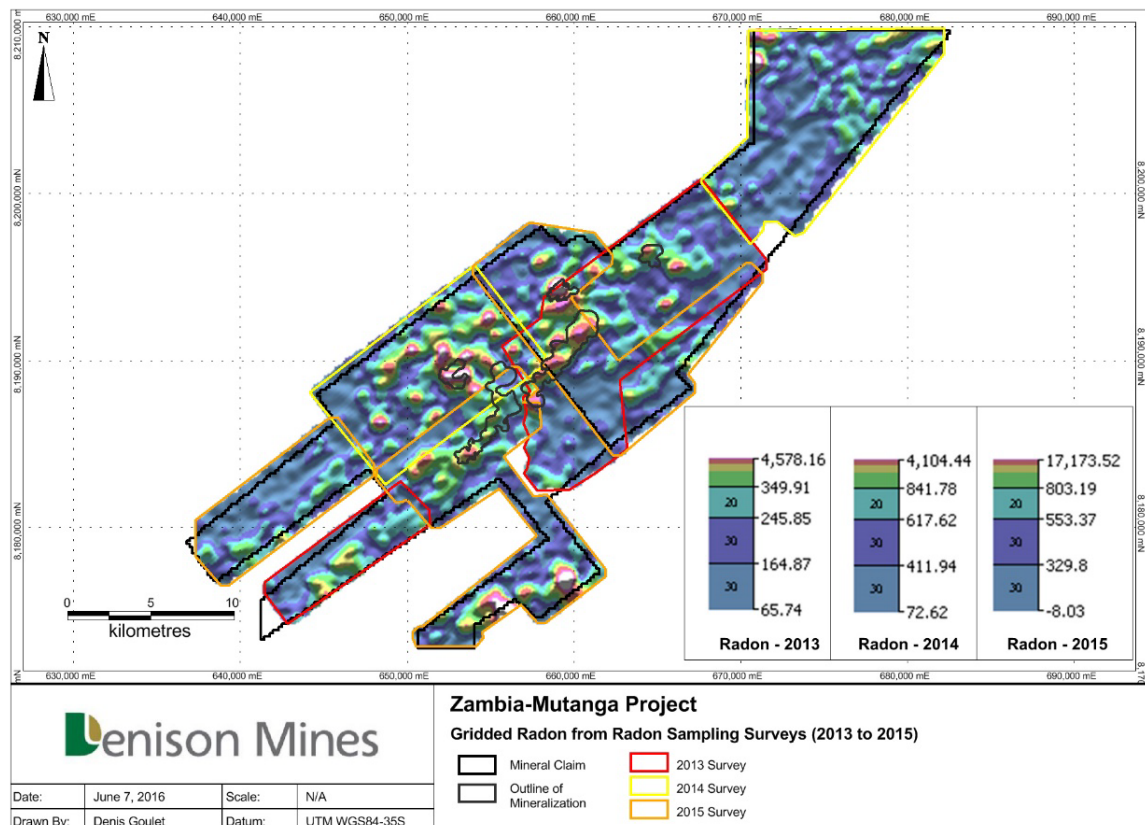 630,000 mE 640,000 mE 650,000 mE 660,000 mE 670,000 mE 680,000 mE 690,000 mE
8,210,000 mN
N
8,200,000 mN 8,200,000 mN
8,190,000 mN 8,190,000 mN
8,180,000 mN 8,180,000 mN
0 5 10
kilometres
4,578.16
349.91
20
245.85
30
164.87
30
65.74
Radon - 2013
4,104.44
841.78
20
617.62
30
411.94
30
72.62
Radon - 2014
17,173.52
803.19
20
553.37
30
329.8
30
-8.03
Radon - 2015
mN 8,170
630,000 mE 640,000 mE 650,000 mE 660,000 mE 670,000 mE 680,000 mE 690,000 mE
Denison Mines
Date: June 7, 2016 Scale: N/A
Drawn By: Denis Goulet Datum: UTM WGS84-35S
Zambia-Mutanga Project
Gridded Radon from Radon Sampling Surveys (2013 to 2015)
Mineral Claim
Outline of
Mineralization
2013 Survey
2014 Survey
2015 Survey